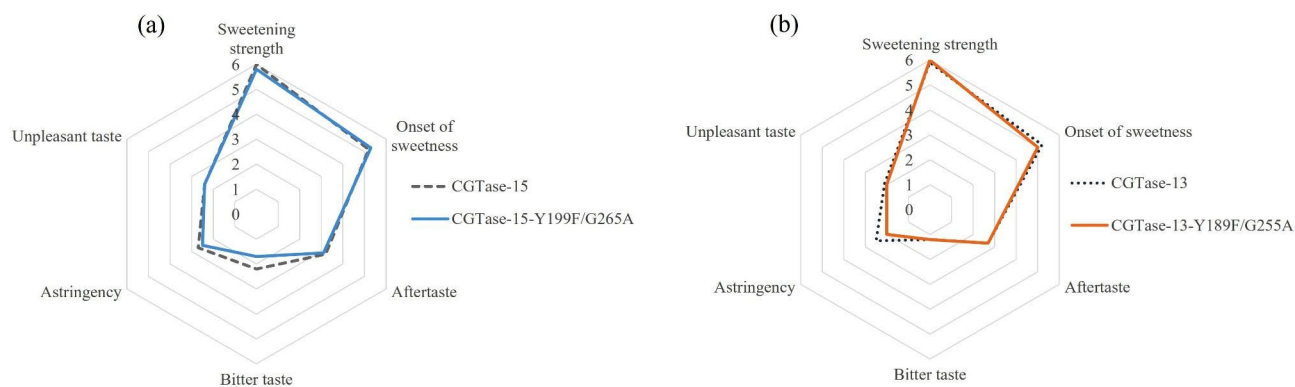 (a)
Sweetening
strength
6
5
4
3
2
1
0
Onset of
sweetness
Aftertaste
Bitter taste
Astringency
Unpleasant taste
CGTase-15
CGTase-15-Y199F/G265A
(b)
Sweetening strength
6
5
4
3
2
1
0
Onset of sweetness
Aftertaste
Bitter taste
Astringency
Unpleasant taste
CGTase-13
CGTase-13-Y189F/G255A